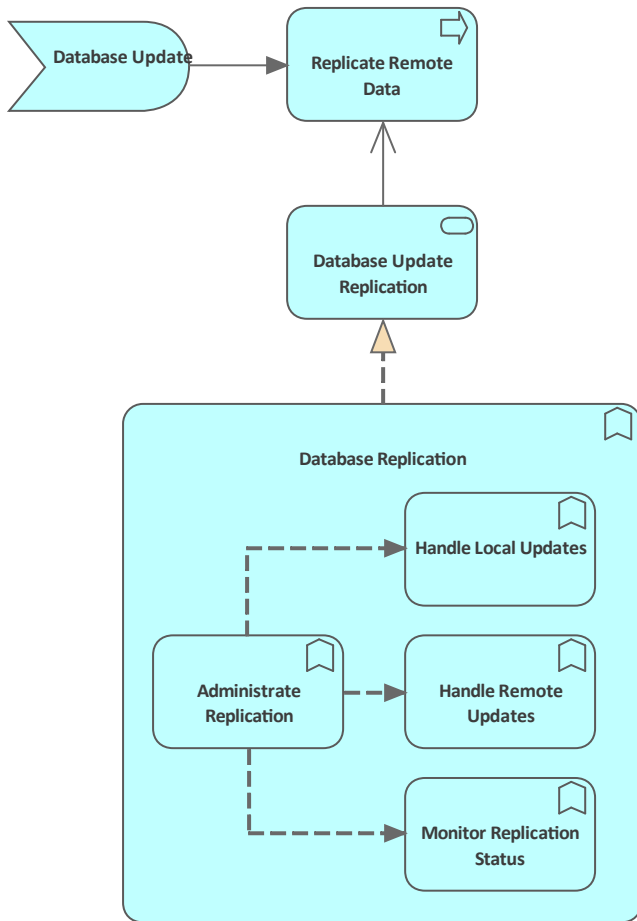 Database Update
Replicate Remote
Data
Database Update
Replication
Database Replication
Handle Local Updates
Administrate
Replication
Handle Remote
Updates
Monitor Replication
Status